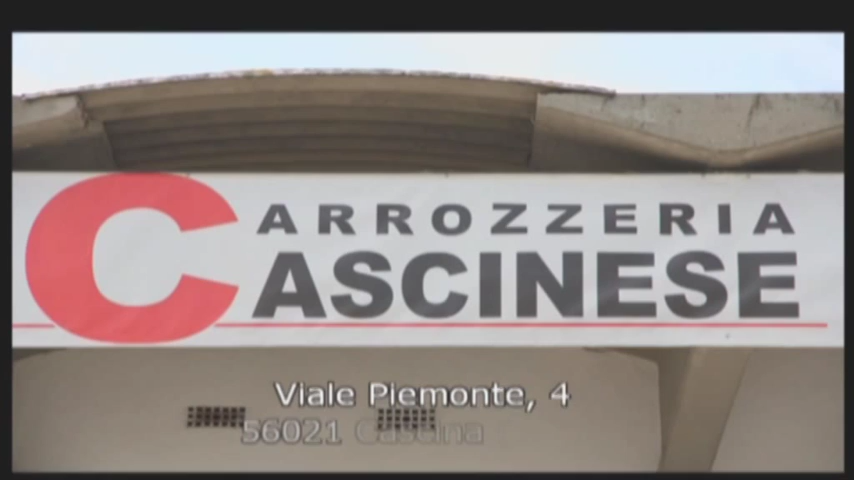 CARROZZERIA
CASCINESE
Viale Piemonte, 4
56021 Cascina